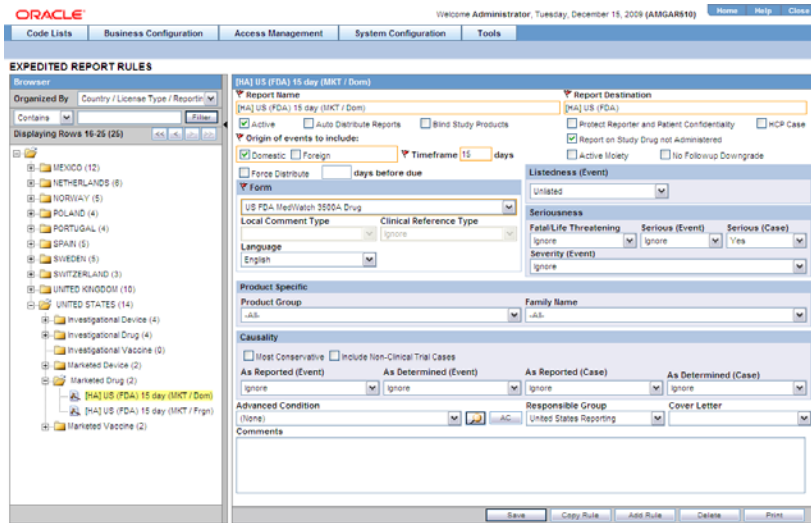 ORACLE
Welcome Administrator, Tuesday, December 15, 2009 (AMGAR610)
Home Help Close
Code Lists Business Configuration Access Management System Configuration Tools
EXPEDITED REPORT RULES
Browser
Organized By Country / License Type / Reportin
Contains Filter
Displaying Rows 16-25 (25) << < > >>
MEXICO (12)
NETHERLANDS (6)
NORWAY (5)
POLAND (4)
PORTUGAL (4)
SPAIN (5)
SWEDEN (5)
SWITZERLAND (3)
UNITED KINGDOM (10)
UNITED STATES (14)
Investigational Device (4)
Investigational Drug (4)
Investigational Vaccine (0)
Marketed Device (2)
Marketed Drug (2)
[HA] US (FDA) 15 day (MKT / Dom)
[HA] US (FDA) 15 day (MKT / Frgn)
Marketed Vaccine (2)
[HA] US (FDA) 15 day (MKT / Dom)
Report Name Report Destination
[HA] US (FDA) 15 day (MKT / Dom) [HA] US (FDA)
Active Auto Distribute Reports Blind Study Products Protect Reporter and Patient Confidentiality HCP Case
Origin of events to include: Report on Study Drug not Administered
Domestic Foreign Timeframe 15 days Active Moiety No Followup Downgrade
Force Distribute days before due Listedness (Event)
Form Unlisted
US FDA MedWatch 3500A Drug Seriousness
Local Comment Type Clinical Reference Type Fatal/Life Threatening Serious (Event) Serious (Case)
Ignore Ignore Ignore Yes
Language Severity (Event)
English Ignore
Product Specific
Product Group Family Name
-All- -All-
Causality
Most Conservative Include Non-Clinical Trial Cases
As Reported (Event) As Determined (Event) As Reported (Case) As Determined (Case)
Ignore Ignore Ignore Ignore
Advanced Condition Responsible Group Cover Letter
(None) AC United States Reporting
Comments
Save Copy Rule Add Rule Delete Print